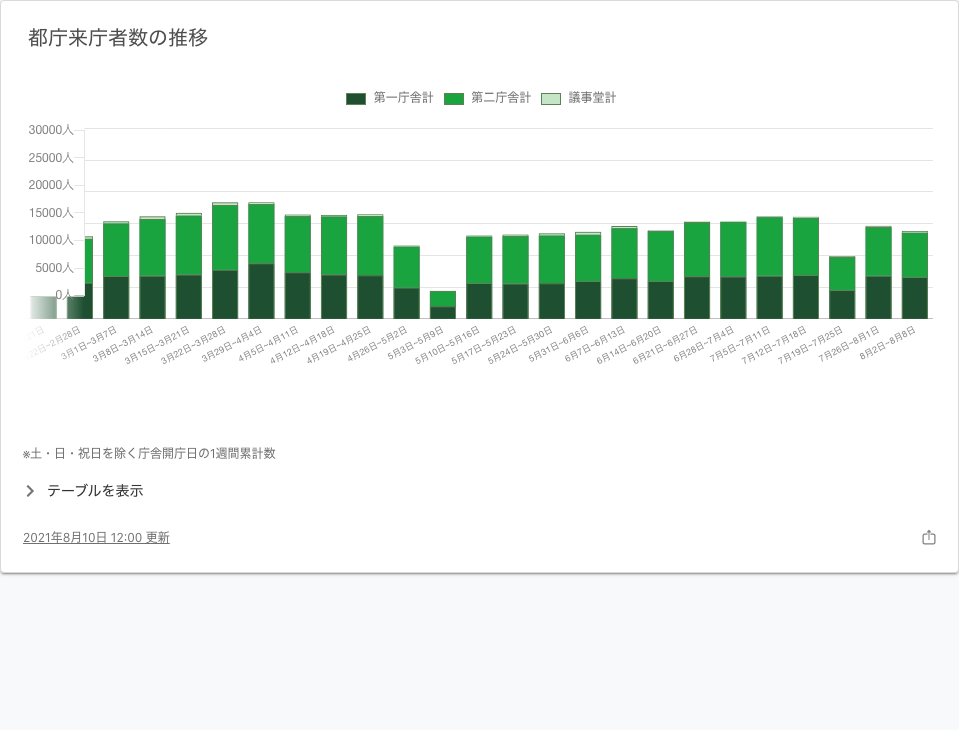 都庁来庁者数の推移
第一庁舎計 第二庁舎計 議事堂計
30000人
25000人
20000人
15000人
10000人
5000人
0人
3月1日~3月7日
3月8日~3月14日
3月15日~3月21日
3月22日~3月28日
3月29日~4月4日
4月5日~4月11日
4月12日~4月18日
4月19日~4月25日
4月26日~5月2日
5月3日~5月9日
5月10日~5月16日
5月17日~5月23日
5月24日~5月30日
5月31日~6月6日
6月7日~6月13日
6月14日~6月20日
6月21日~6月27日
6月28日~7月4日
7月5日~7月11日
7月12日~7月18日
7月19日~7月25日
7月26日~8月1日
8月2日~8月8日
※土・日・祝日を除く庁舎開庁日の1週間累計数
テーブルを表示
2021年8月10日 12:00 更新